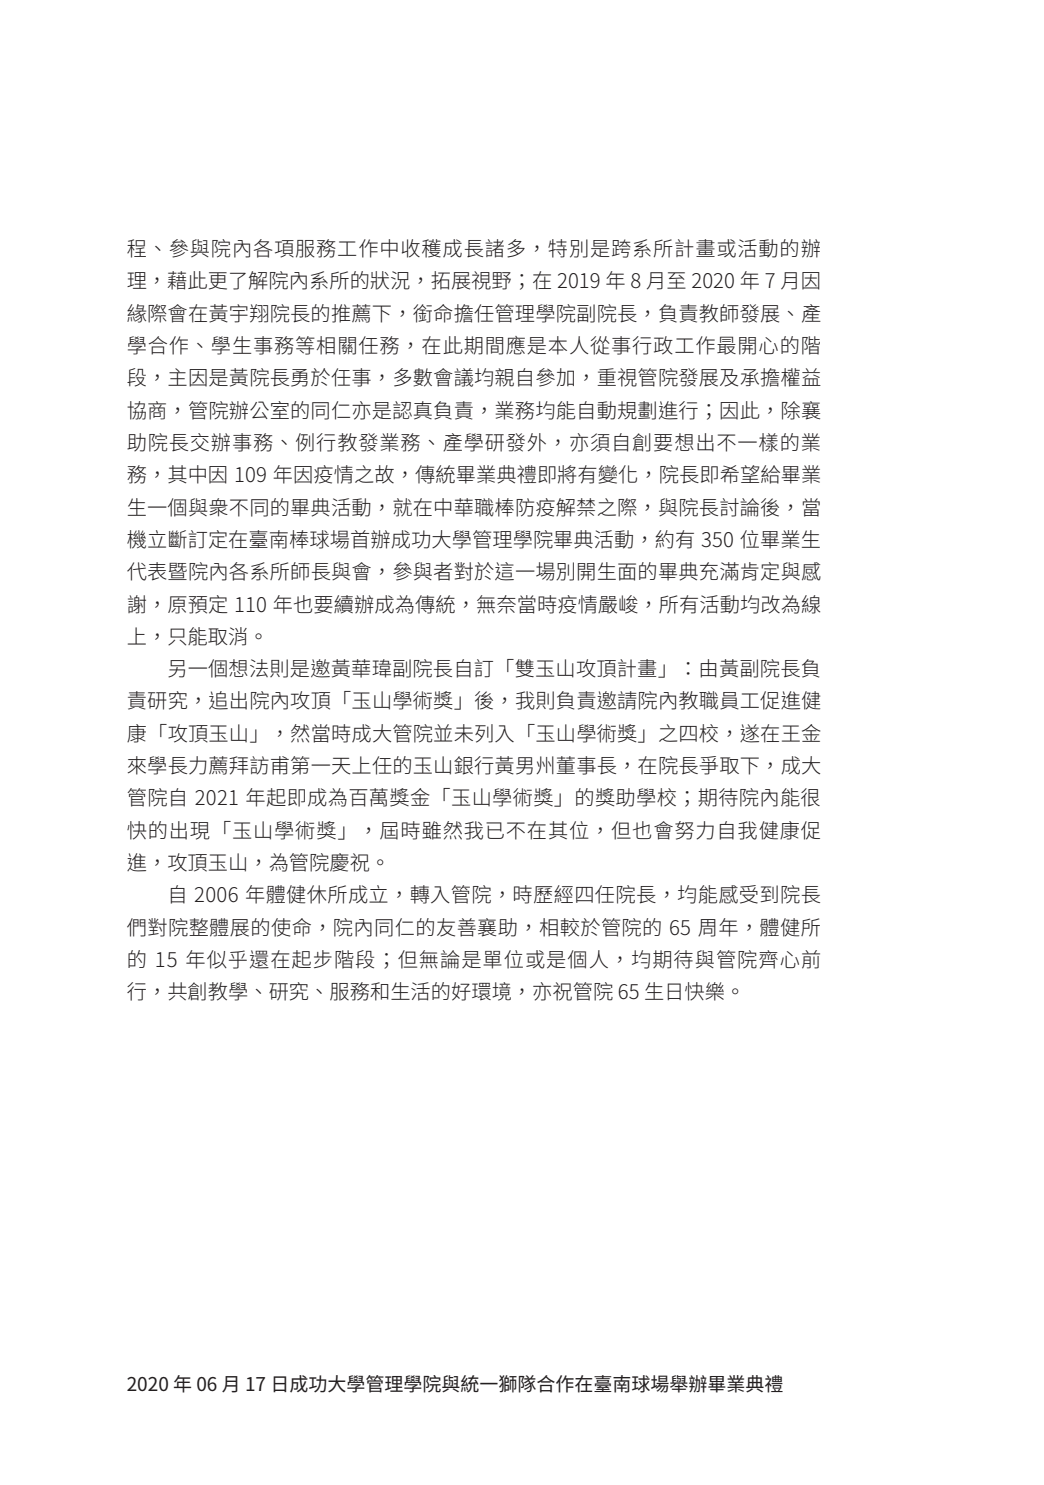 程、參與院內各項服務工作中收穫成長諸多，特別是跨系所計畫或活動的辦
理，藉此更了解院內系所的狀況，拓展視野；在 2019 年 8 月至 2020 年 7 月因
緣際會在黃宇翔院長的推薦下，銜命擔任管理學院副院長，負責教師發展、產
學合作、學生事務等相關任務，在此期間應是本人從事行政工作最開心的階
段，主因是黃院長勇於任事，多數會議均親自參加，重視管院發展及承擔權益
協商，管院辦公室的同仁亦是認真負責，業務均能自動規劃進行；因此，除襄
助院長交辦事務、例行教發業務、產學研發外，亦須自創要想出不一樣的業
務，其中因 109 年因疫情之故，傳統畢業典禮即將有變化，院長即希望給畢業
生一個與衆不同的畢典活動，就在中華職棒防疫解禁之際，與院長討論後，當
機立斷訂定在臺南棒球場首辦成功大學管理學院畢典活動，約有 350 位畢業生
代表暨院內各系所師長與會，參與者對於這一場別開生面的畢典充滿肯定與感
謝，原預定 110 年也要續辦成為傳統，無奈當時疫情嚴峻，所有活動均改為線
上，只能取消。
另一個想法則是邀黃華瑋副院長自訂「雙玉山攻頂計畫」：由黃副院長負
責研究，追出院內攻頂「玉山學術獎」後，我則負責邀請院內教職員工促進健
康「攻頂玉山」，然當時成大管院並未列入「玉山學術獎」之四校，遂在王金
來學長力薦拜訪甫第一天上任的玉山銀行黃男州董事長，在院長爭取下，成大
管院自 2021 年起即成為百萬獎金「玉山學術獎」的獎助學校；期待院內能很
快的出現「玉山學術獎」，屆時雖然我已不在其位，但也會努力自我健康促
進，攻頂玉山，為管院慶祝。
自 2006 年體健休所成立，轉入管院，時歷經四任院長，均能感受到院長
們對院整體展的使命，院內同仁的友善襄助，相較於管院的 65 周年，體健所
的 15 年似乎還在起步階段；但無論是單位或是個人，均期待與管院齊心前
行，共創教學、研究、服務和生活的好環境，亦祝管院 65 生日快樂。
2020 年 06 月 17 日成功大學管理學院與統一獅隊合作在臺南球場舉辦畢業典禮